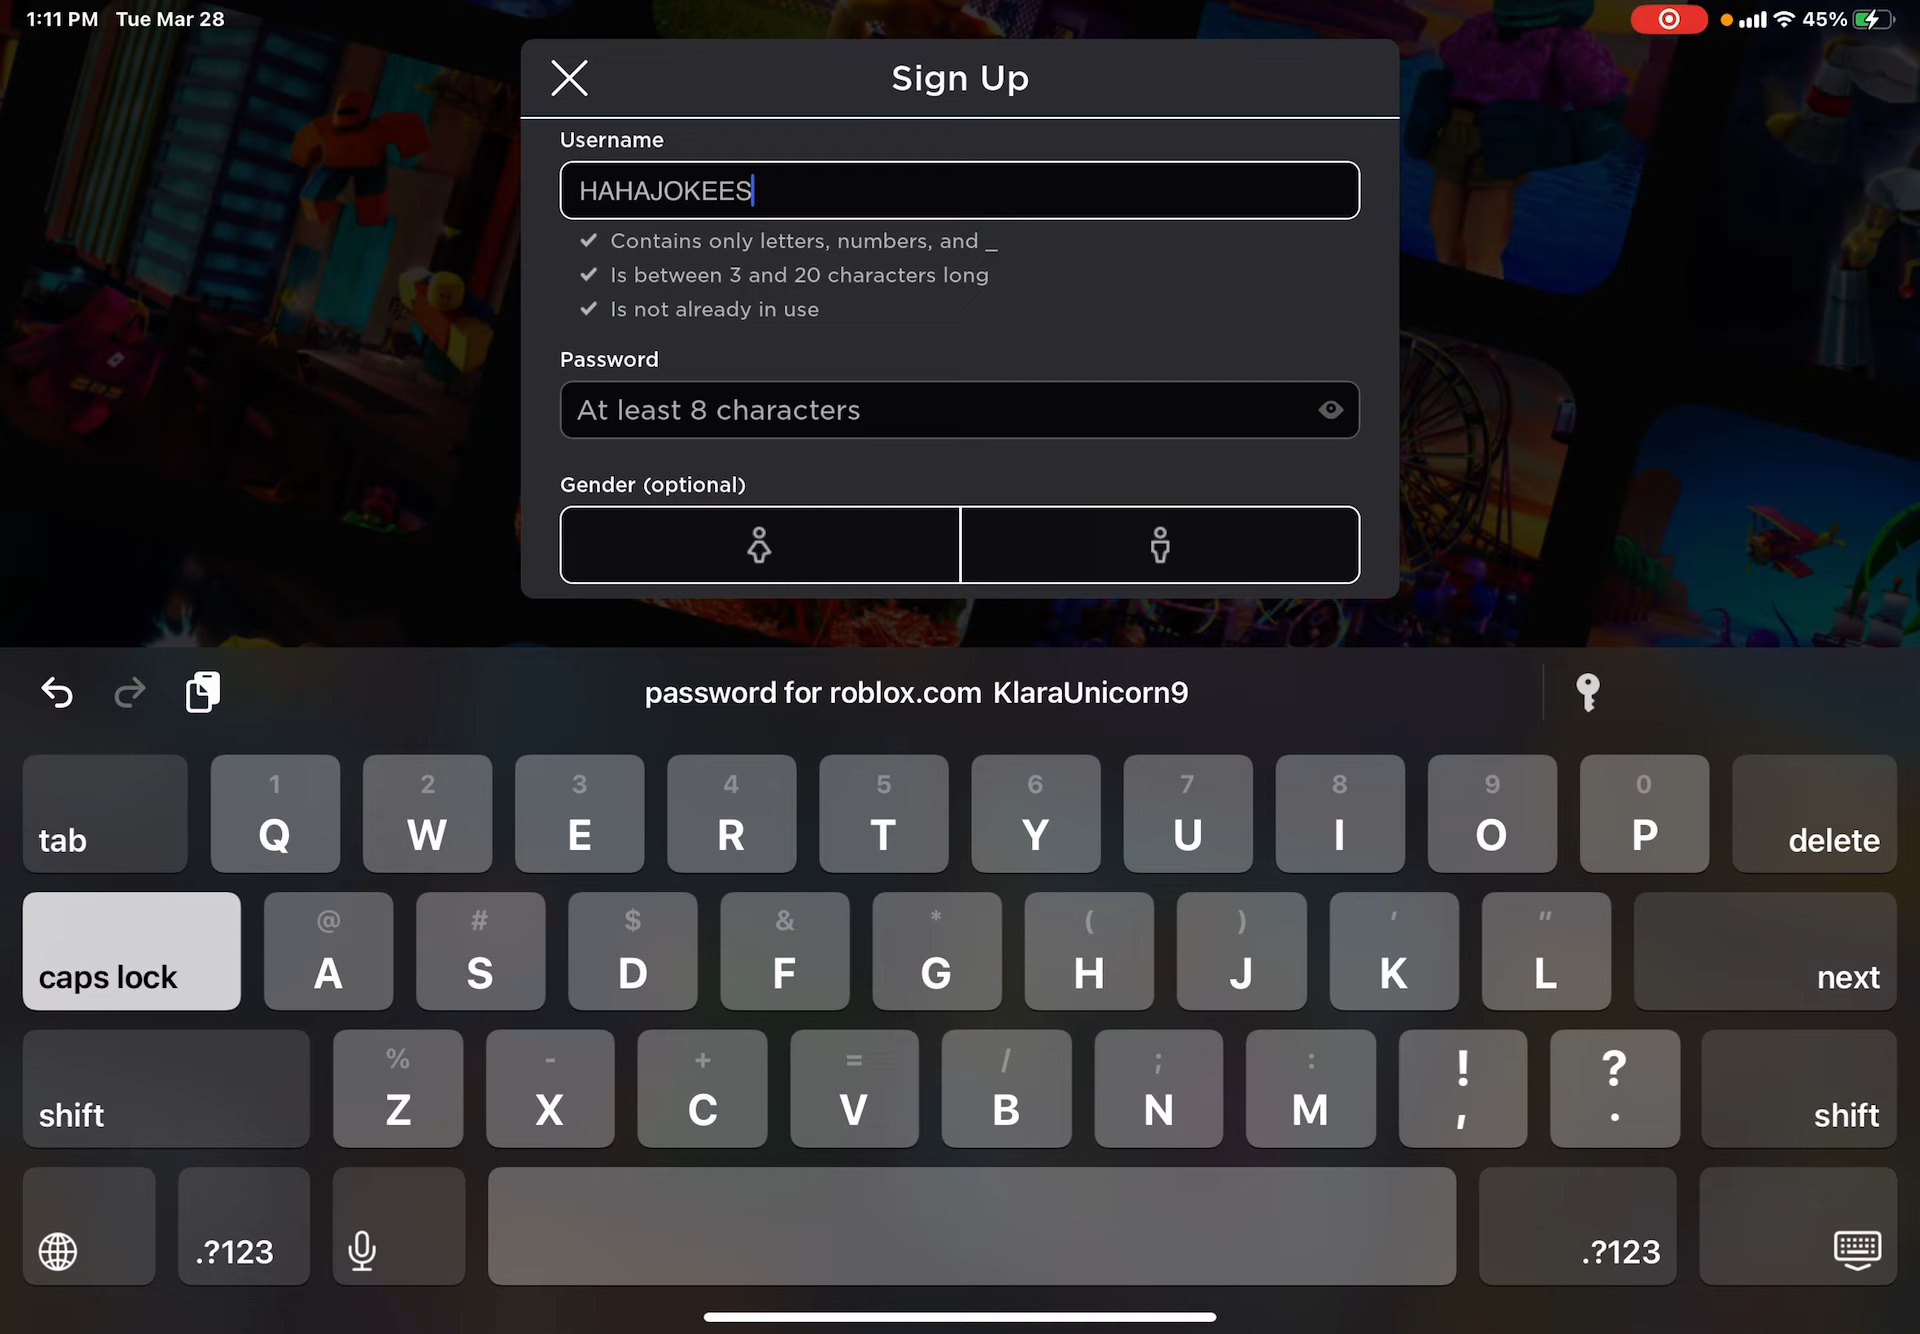 1:11 PM Tue Mar 28
45%
Sign Up
Username
HAHAJOKEES
Contains only letters, numbers, and _
Is between 3 and 20 characters long
Is not already in use
Password
At least 8 characters
Gender (optional)
password for roblox.com KlaraUnicorn9
1 2 3 4 5 6 7 8 9 0
tab Q W E R T Y U I O P delete
@ # $ & * ( ) ' "
caps lock A S D F G H J K L next
% - + = / ; : ! ?
shift Z X C V B N M , . shift
.?123 .?123